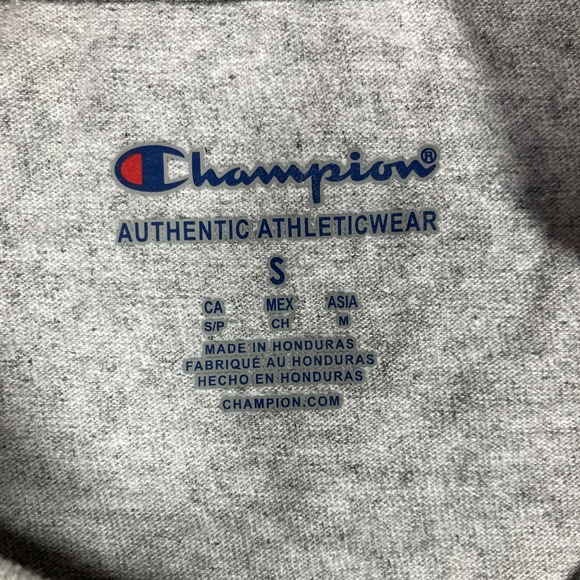 Champion®
AUTHENTIC ATHLETICWEAR
S
CA MEX ASIA
S/P CH M
MADE IN HONDURAS
FABRIQUÉ AU HONDURAS
HECHO EN HONDURAS
CHAMPION.COM